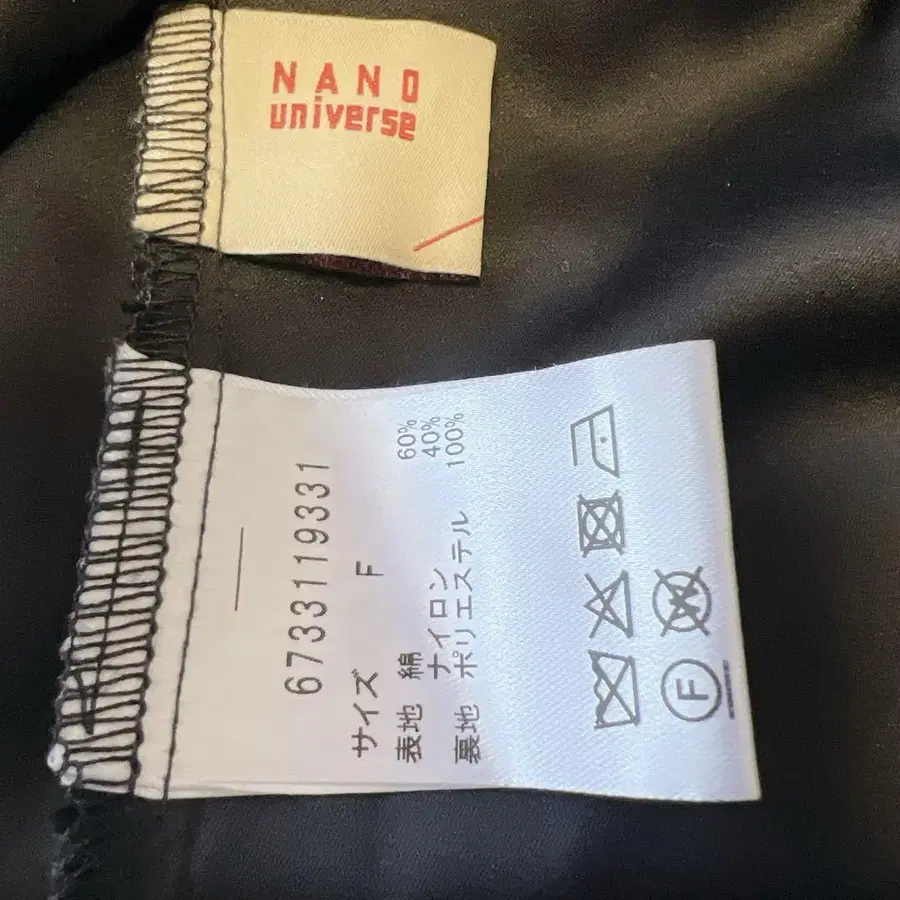 NANO
universe
6733119331
サイズ F
表地 綿 60%
ナイロン 40%
裏地 ポリエステル 100%
F
W